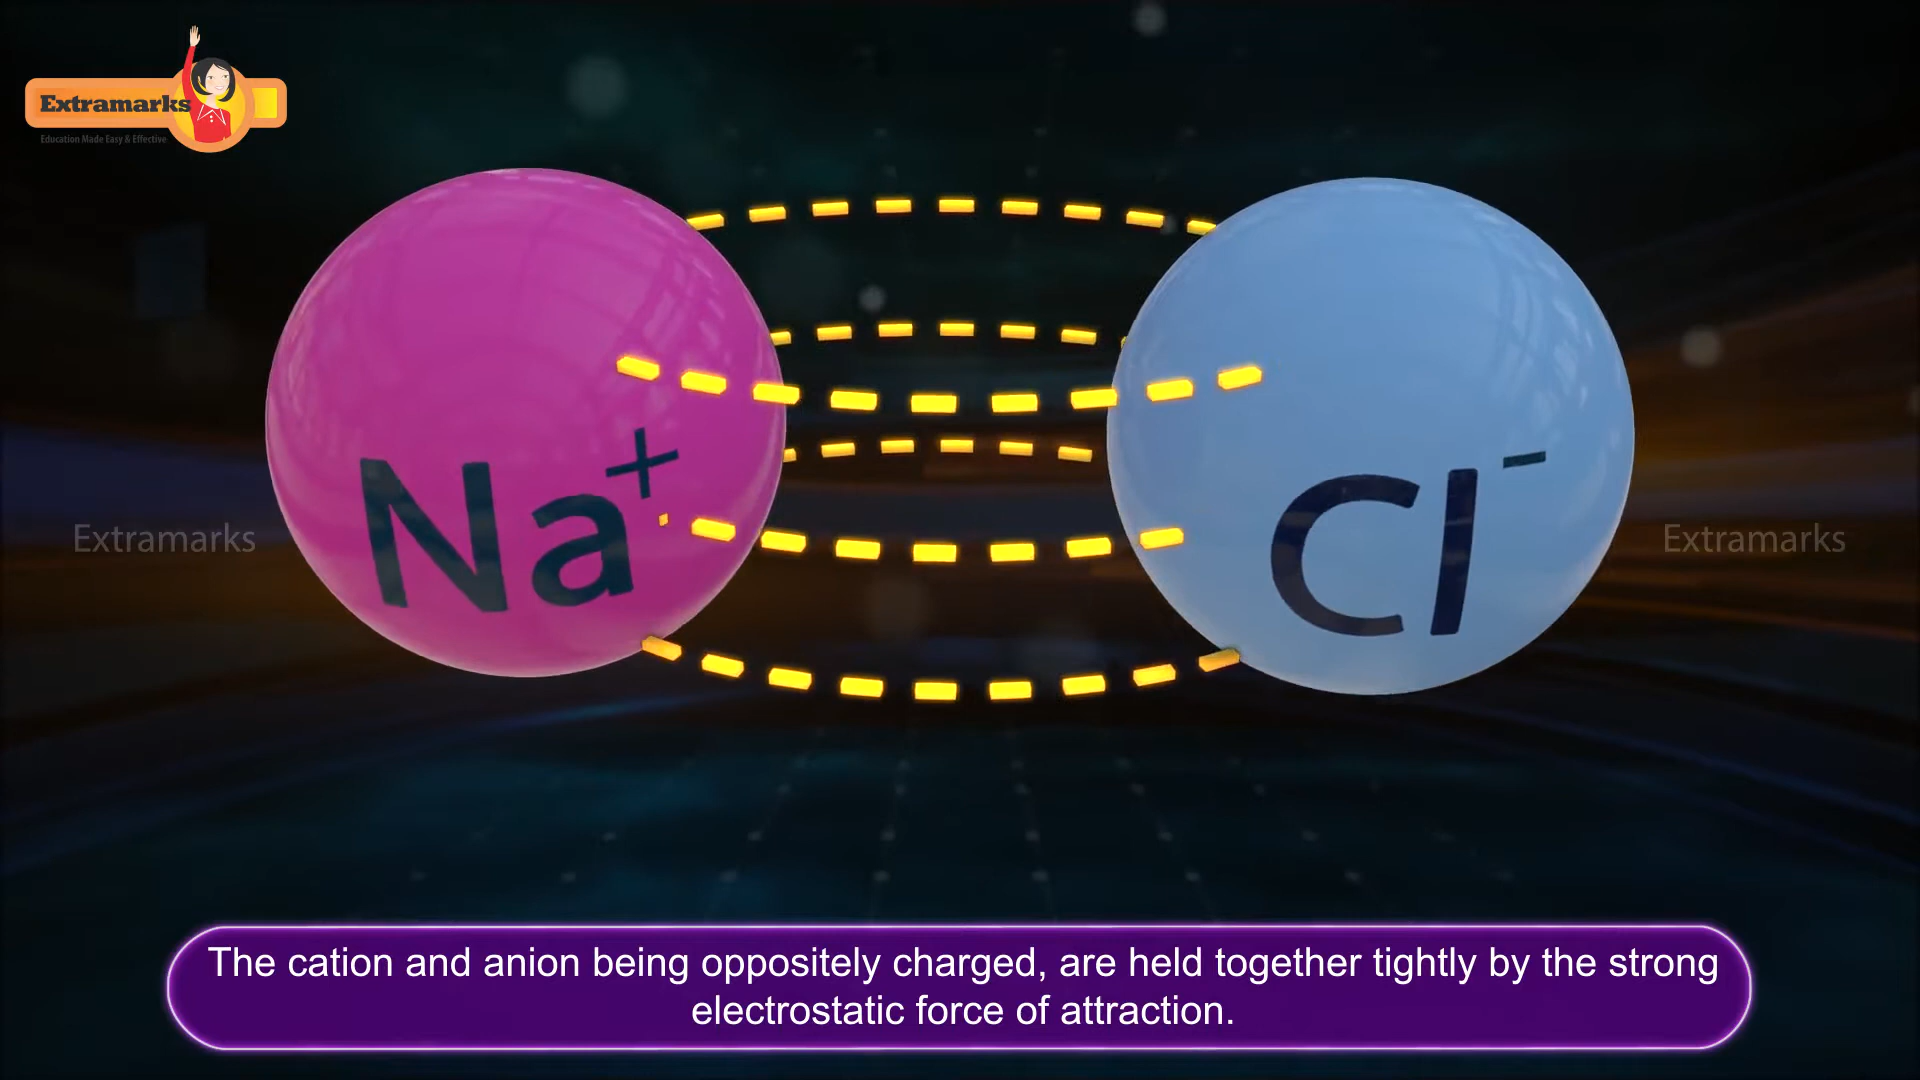 Extramarks
Education Made Easy & Effective
Na+
Cl-
Extramarks
Extramarks
The cation and anion being oppositely charged, are held together tightly by the strong
electrostatic force of attraction.